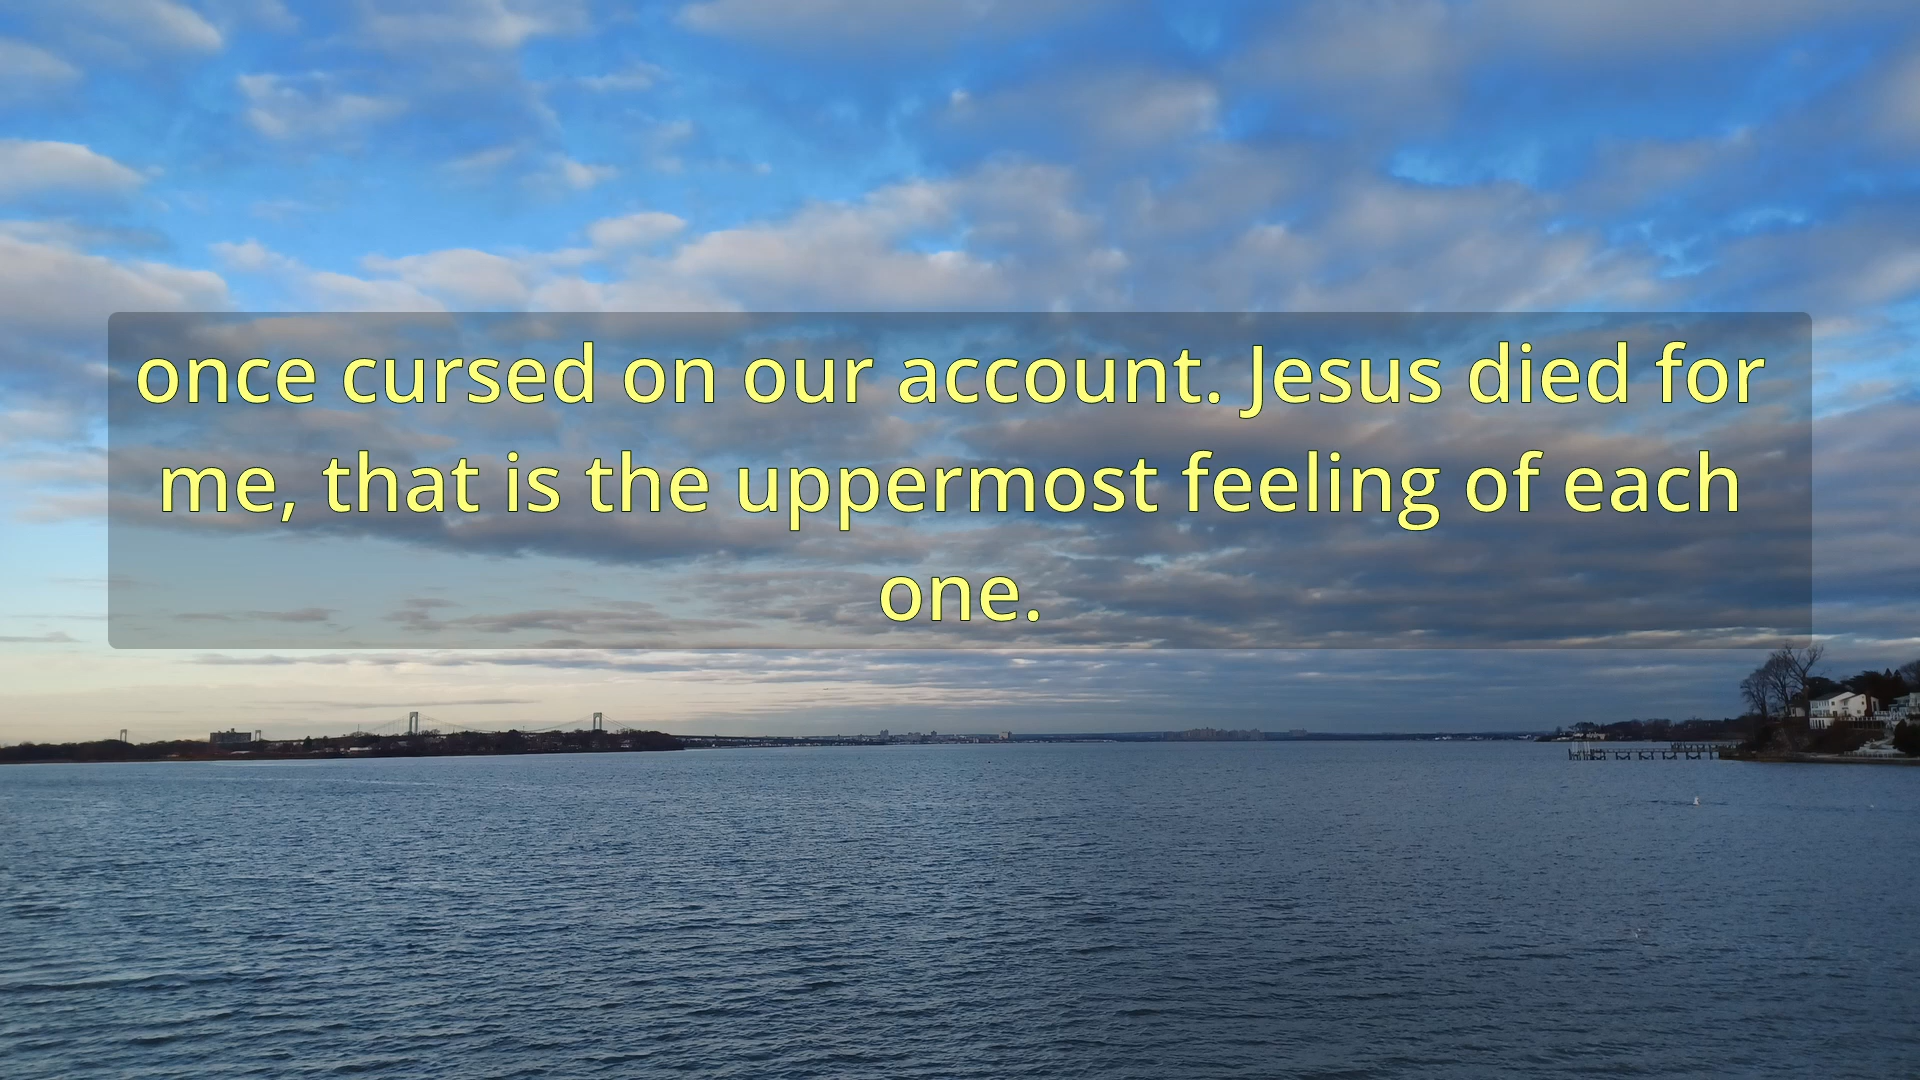 once cursed on our account. Jesus died for
me, that is the uppermost feeling of each
one.